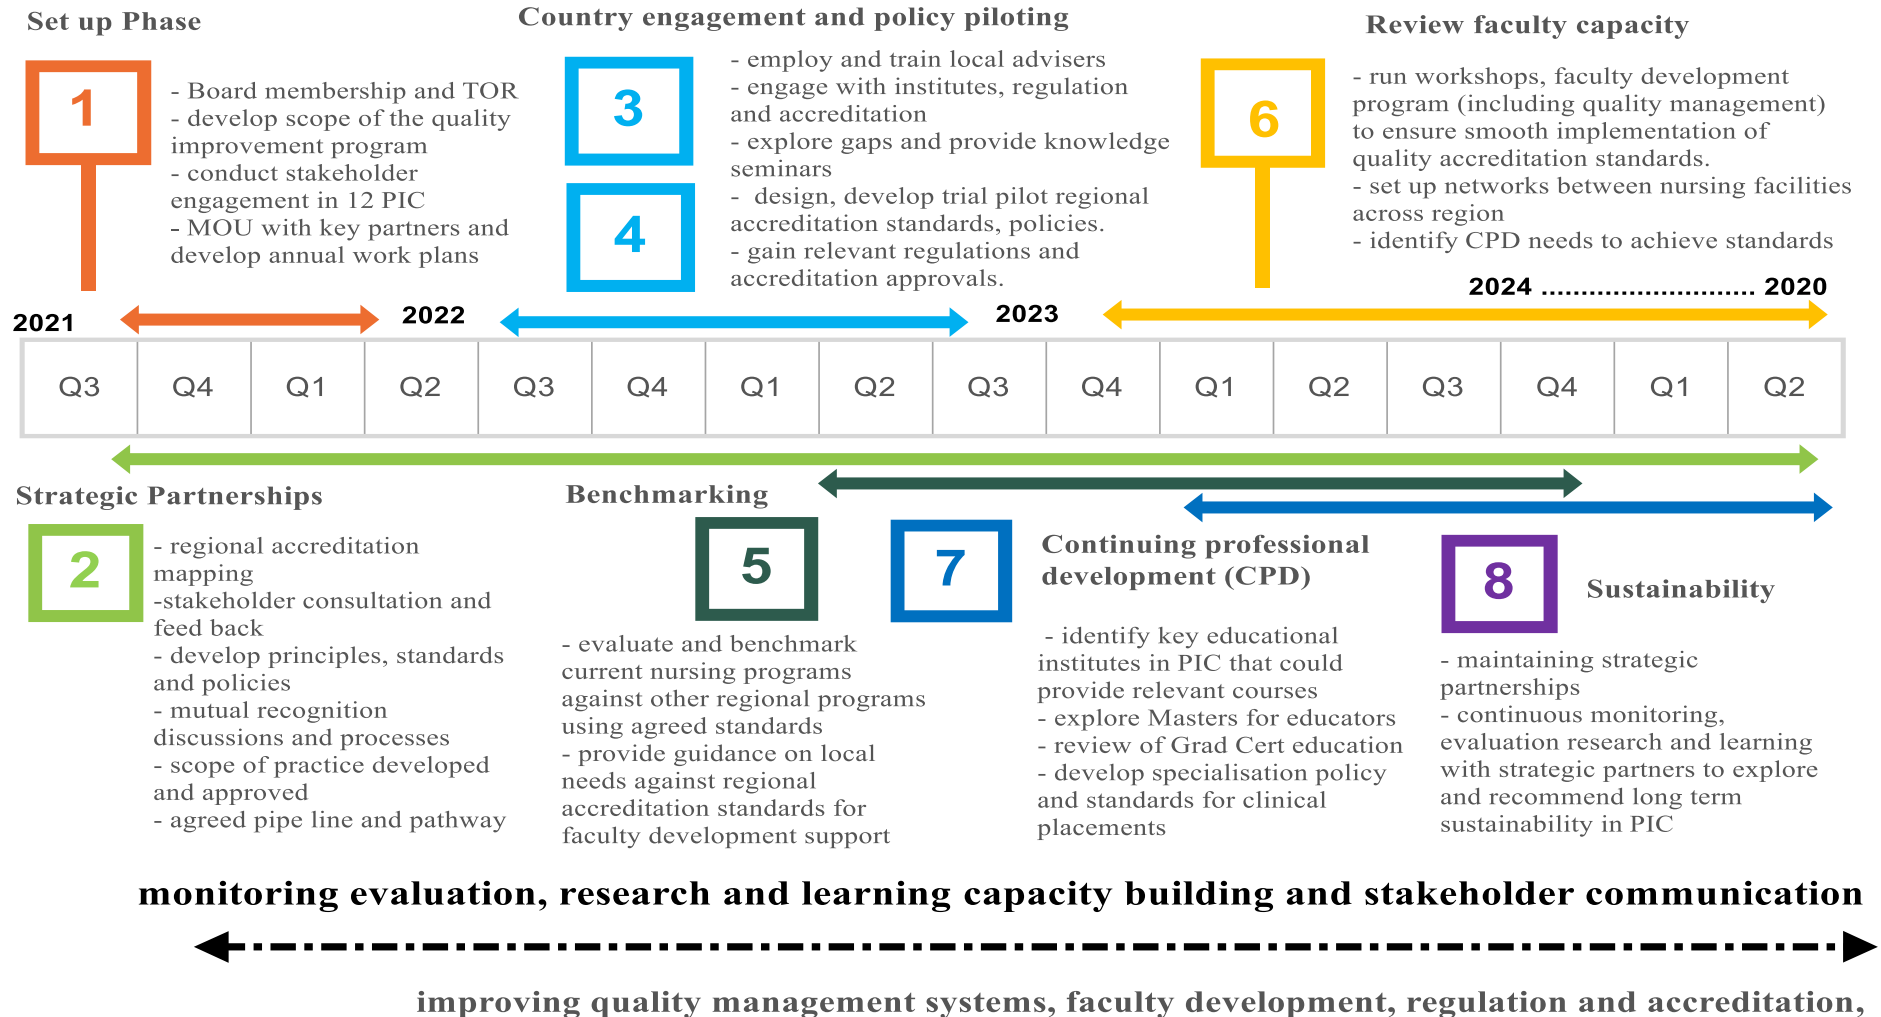 Set up Phase
1
- Board membership and TOR
- develop scope of the quality
improvement program
- conduct stakeholder
engagement in 12 PIC
- MOU with key partners and
develop annual work plans
Country engagement and policy piloting
3
4
- employ and train local advisers
- engage with institutes, regulation
and accreditation
- explore gaps and provide knowledge
seminars
- design, develop trial pilot regional
accreditation standards, policies.
- gain relevant regulations and
accreditation approvals.
Review faculty capacity
6
- run workshops, faculty development
program (including quality management)
to ensure smooth implementation of
quality accreditation standards.
- set up networks between nursing facilities
across region
- identify CPD needs to achieve standards
2021
2022
2023
2024 ........................... 2020
Q3 Q4 Q1 Q2 Q3 Q4 Q1 Q2 Q3 Q4 Q1 Q2 Q3 Q4 Q1 Q2
Strategic Partnerships
2
- regional accreditation
mapping
-stakeholder consultation and
feed back
- develop principles, standards
and policies
- mutual recognition
discussions and processes
- scope of practice developed
and approved
- agreed pipe line and pathway
Benchmarking
5
- evaluate and benchmark
current nursing programs
against other regional programs
using agreed standards
- provide guidance on local
needs against regional
accreditation standards for
faculty development support
7
Continuing professional
development (CPD)
- identify key educational
institutes in PIC that could
provide relevant courses
- explore Masters for educators
- review of Grad Cert education
- develop specialisation policy
and standards for clinical
placements
8
Sustainability
- maintaining strategic
partnerships
- continuous monitoring,
evaluation research and learning
with strategic partners to explore
and recommend long term
sustainability in PIC
monitoring evaluation, research and learning capacity building and stakeholder communication
improving quality management systems, faculty development, regulation and accreditation,